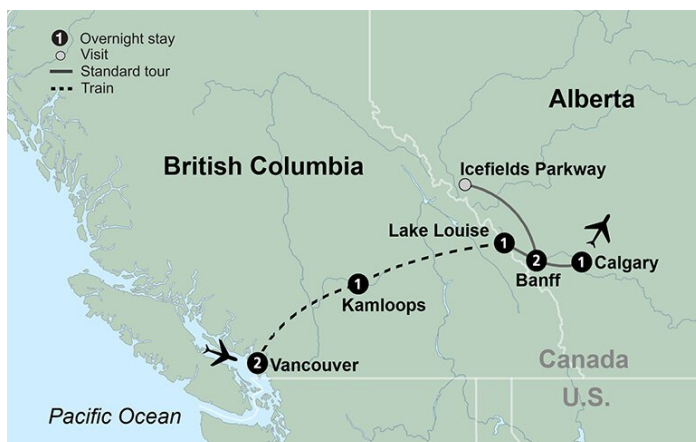 1 Overnight stay
Visit
Standard tour
Train
Alberta
British Columbia
Icefields Parkway
Lake Louise
1
2
1 Calgary
Banff
1
Kamloops
2 Vancouver
Canada
U.S.
Pacific Ocean